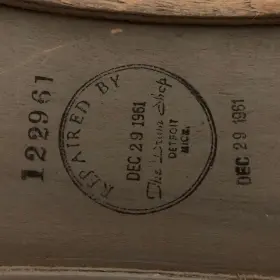 122961
REPAIRED BY
DEC 29 1961
The Drum Shop
DETROIT
MICH.
DEC 29 1961